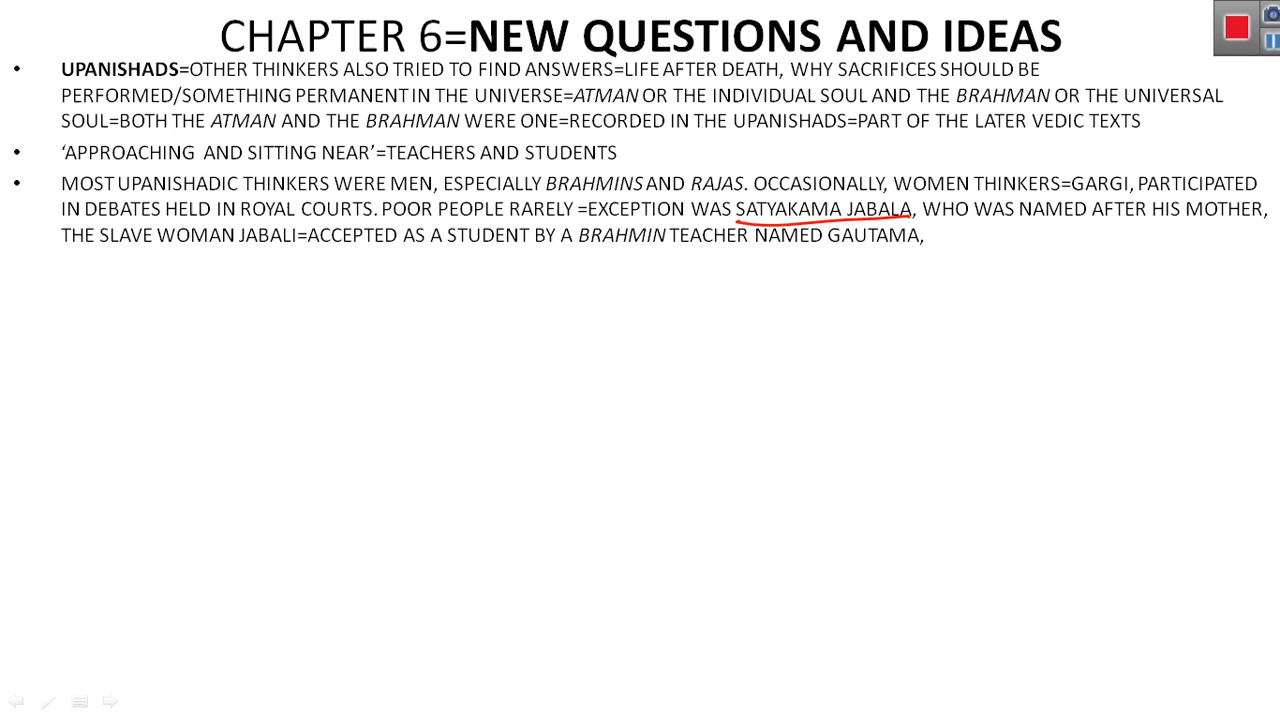 CHAPTER 6=NEW QUESTIONS AND IDEAS
• UPANISHADS=OTHER THINKERS ALSO TRIED TO FIND ANSWERS=LIFE AFTER DEATH, WHY SACRIFICES SHOULD BE
PERFORMED/SOMETHING PERMANENT IN THE UNIVERSE=ATMAN OR THE INDIVIDUAL SOUL AND THE BRAHMAN OR THE UNIVERSAL
SOUL=BOTH THE ATMAN AND THE BRAHMAN WERE ONE=RECORDED IN THE UPANISHADS=PART OF THE LATER VEDIC TEXTS
• ‘APPROACHING AND SITTING NEAR’=TEACHERS AND STUDENTS
• MOST UPANISHADIC THINKERS WERE MEN, ESPECIALLY BRAHMINS AND RAJAS. OCCASIONALLY, WOMEN THINKERS=GARGI, PARTICIPATED
IN DEBATES HELD IN ROYAL COURTS. POOR PEOPLE RARELY =EXCEPTION WAS SATYAKAMA JABALA, WHO WAS NAMED AFTER HIS MOTHER,
THE SLAVE WOMAN JABALI=ACCEPTED AS A STUDENT BY A BRAHMIN TEACHER NAMED GAUTAMA,